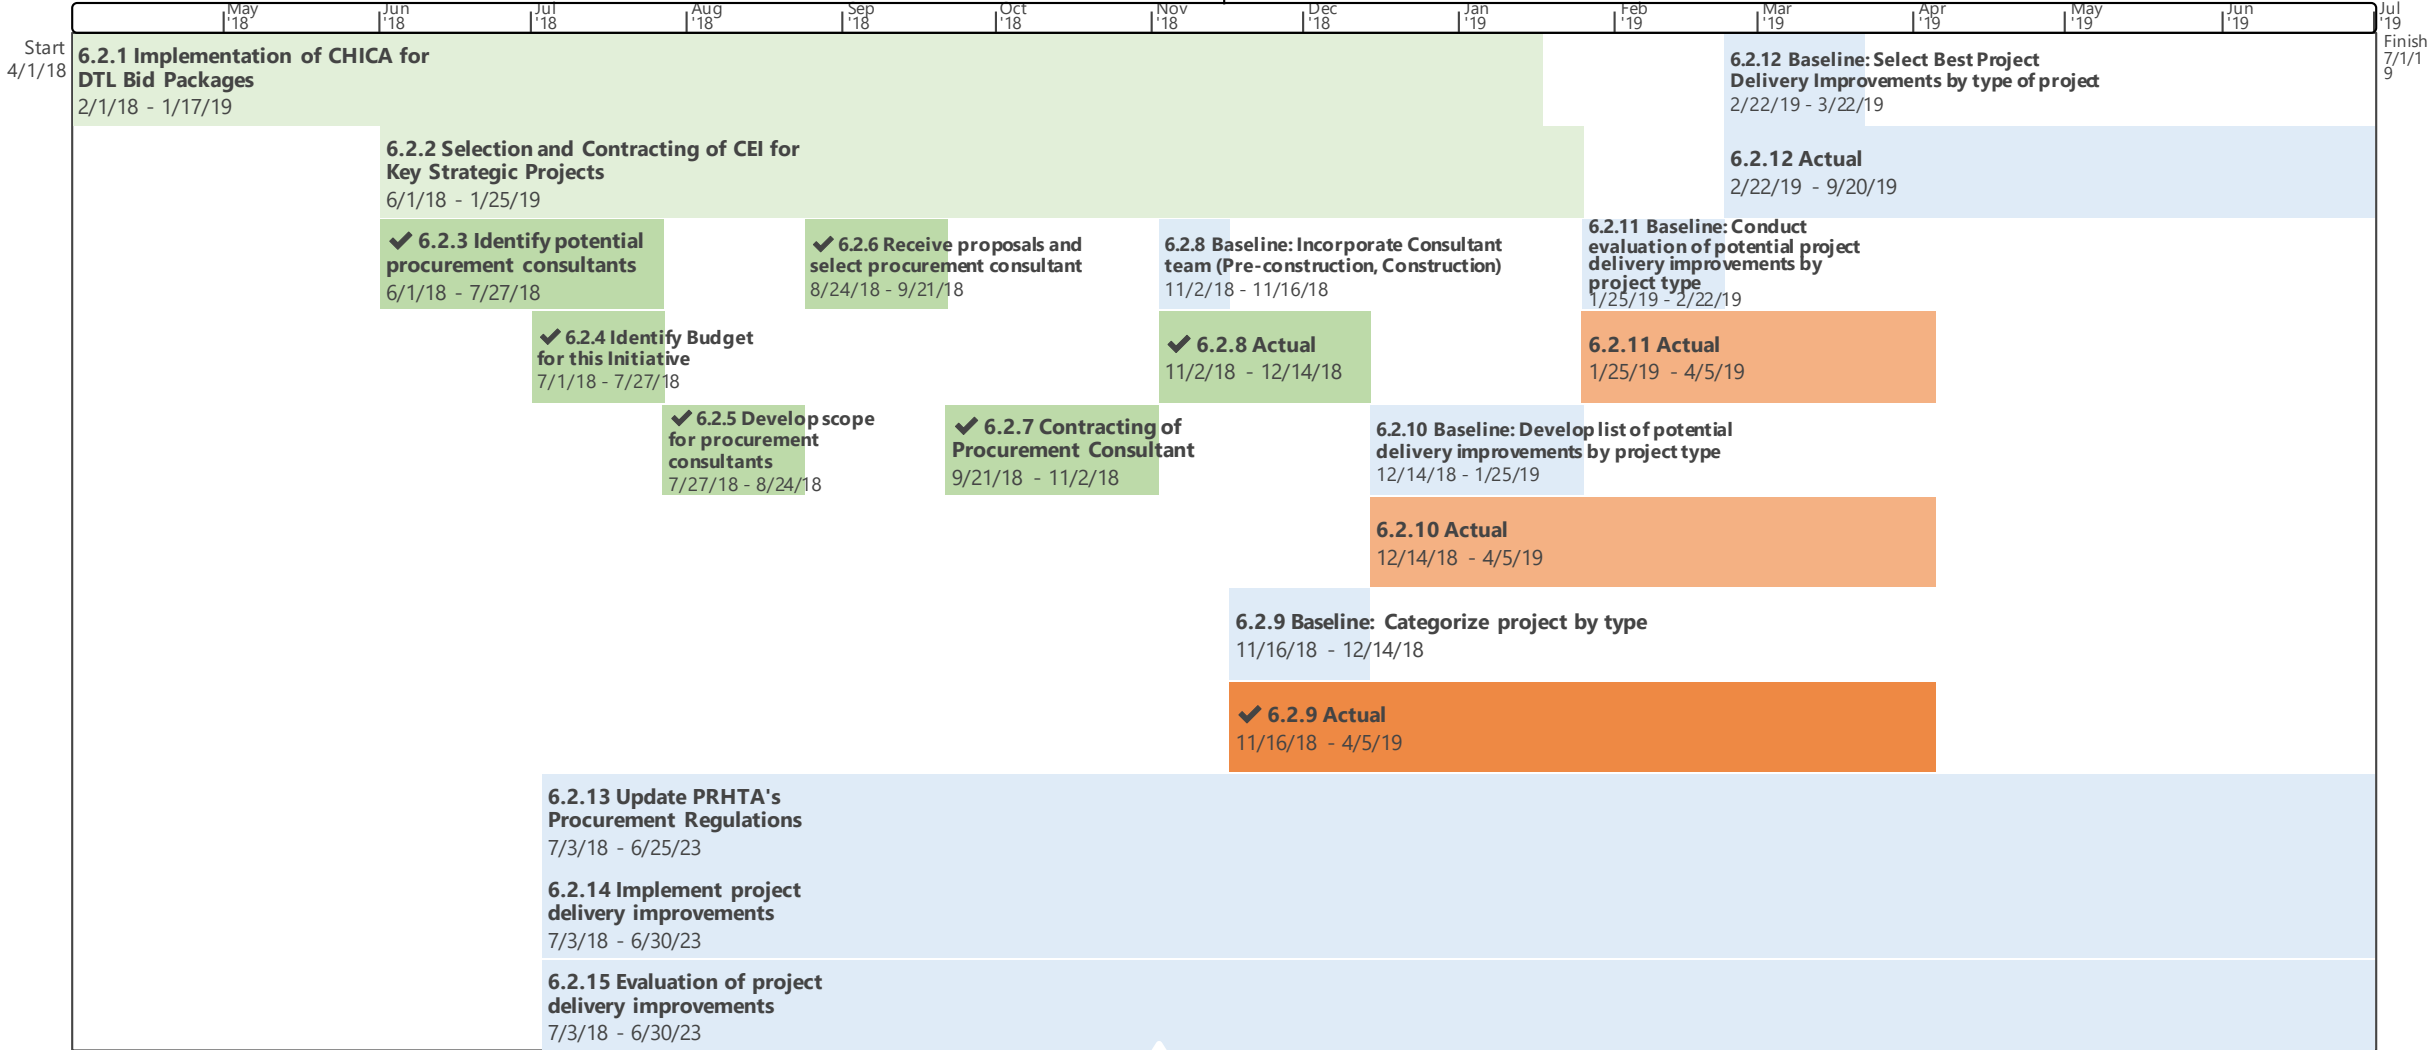 May
'18
Jun
'18
Jul
'18
Aug
'18
Sep
'18
Oct
'18
Nov
'18
Dec
'18
Jan
'19
Feb
'19
Mar
'19
Apr
'19
May
'19
Jun
'19
Jul
'19
Start
4/1/18
Finish
7/1/1
9
6.2.1 Implementation of CHICA for
DTL Bid Packages
2/1/18 - 1/17/19
6.2.12 Baseline: Select Best Project
Delivery Improvements by type of project
2/22/19 - 3/22/19
6.2.2 Selection and Contracting of CEI for
Key Strategic Projects
6/1/18 - 1/25/19
6.2.12 Actual
2/22/19 - 9/20/19
✔ 6.2.3 Identify potential
procurement consultants
6/1/18 - 7/27/18
✔ 6.2.6 Receive proposals and
select procurement consultant
8/24/18 - 9/21/18
6.2.8 Baseline: Incorporate Consultant
team (Pre-construction, Construction)
11/2/18 - 11/16/18
6.2.11 Baseline: Conduct
evaluation of potential project
delivery improvements by
project type
1/25/19 - 2/22/19
✔ 6.2.4 Identify Budget
for this Initiative
7/1/18 - 7/27/18
✔ 6.2.8 Actual
11/2/18 - 12/14/18
6.2.11 Actual
1/25/19 - 4/5/19
✔ 6.2.5 Develop scope
for procurement
consultants
7/27/18 - 8/24/18
✔ 6.2.7 Contracting of
Procurement Consultant
9/21/18 - 11/2/18
6.2.10 Baseline: Develop list of potential
delivery improvements by project type
12/14/18 - 1/25/19
6.2.10 Actual
12/14/18 - 4/5/19
6.2.9 Baseline: Categorize project by type
11/16/18 - 12/14/18
✔ 6.2.9 Actual
11/16/18 - 4/5/19
6.2.13 Update PRHTA's
Procurement Regulations
7/3/18 - 6/25/23
6.2.14 Implement project
delivery improvements
7/3/18 - 6/30/23
6.2.15 Evaluation of project
delivery improvements
7/3/18 - 6/30/23